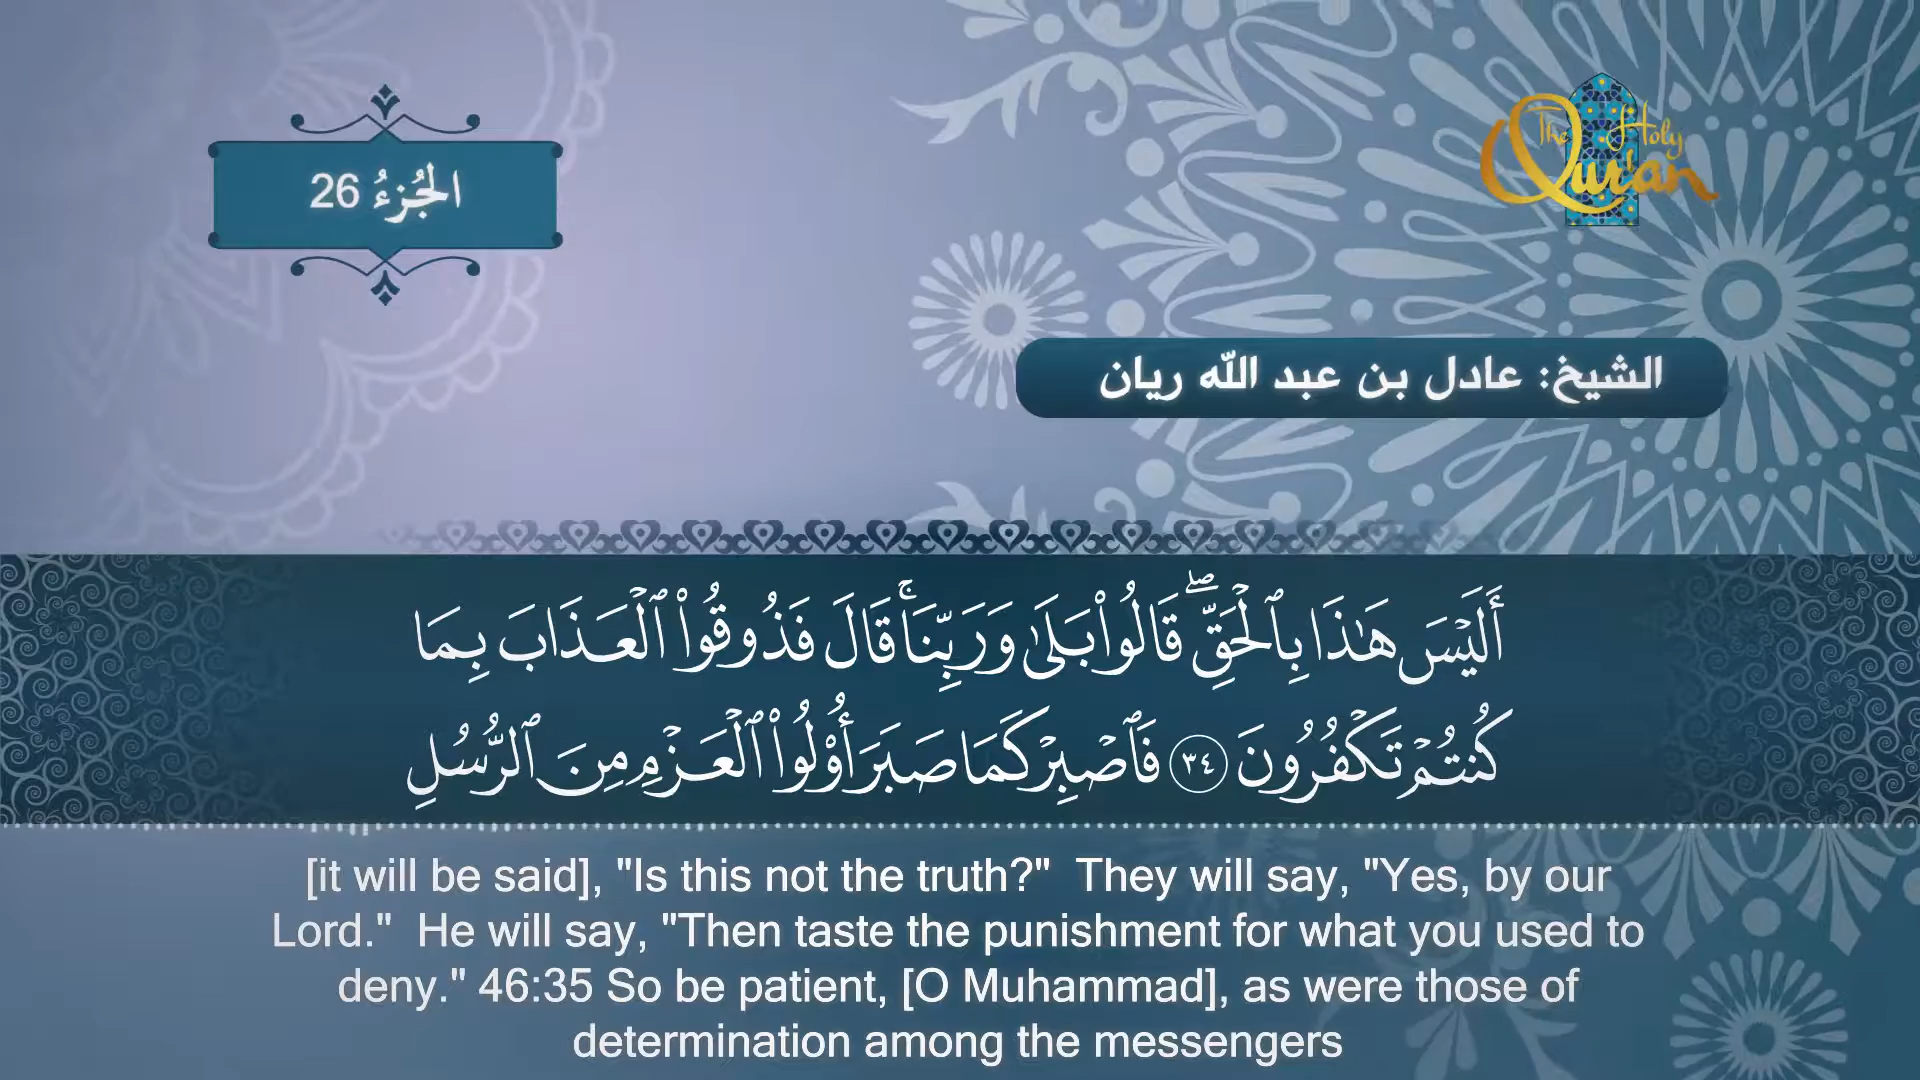 الجُزءُ 26
The Holy
Qur'an
الشيخ: عادل بن عبد الله ريان
أَلَيْسَ هَٰذَا بِٱلْحَقِّ ۖ قَالُوا۟ بَلَىٰ وَرَبِّنَا ۚ قَالَ فَذُوقُوا۟ ٱلْعَذَابَ بِمَا
كُنتُمْ تَكْفُرُونَ ٣٤ فَٱصْبِرْ كَمَا صَبَرَ أُو۟لُوا۟ ٱلْعَزْمِ مِنَ ٱلرُّسُلِ
[it will be said], "Is this not the truth?"  They will say, "Yes, by our
Lord."  He will say, "Then taste the punishment for what you used to
deny." 46:35 So be patient, [O Muhammad], as were those of
determination among the messengers